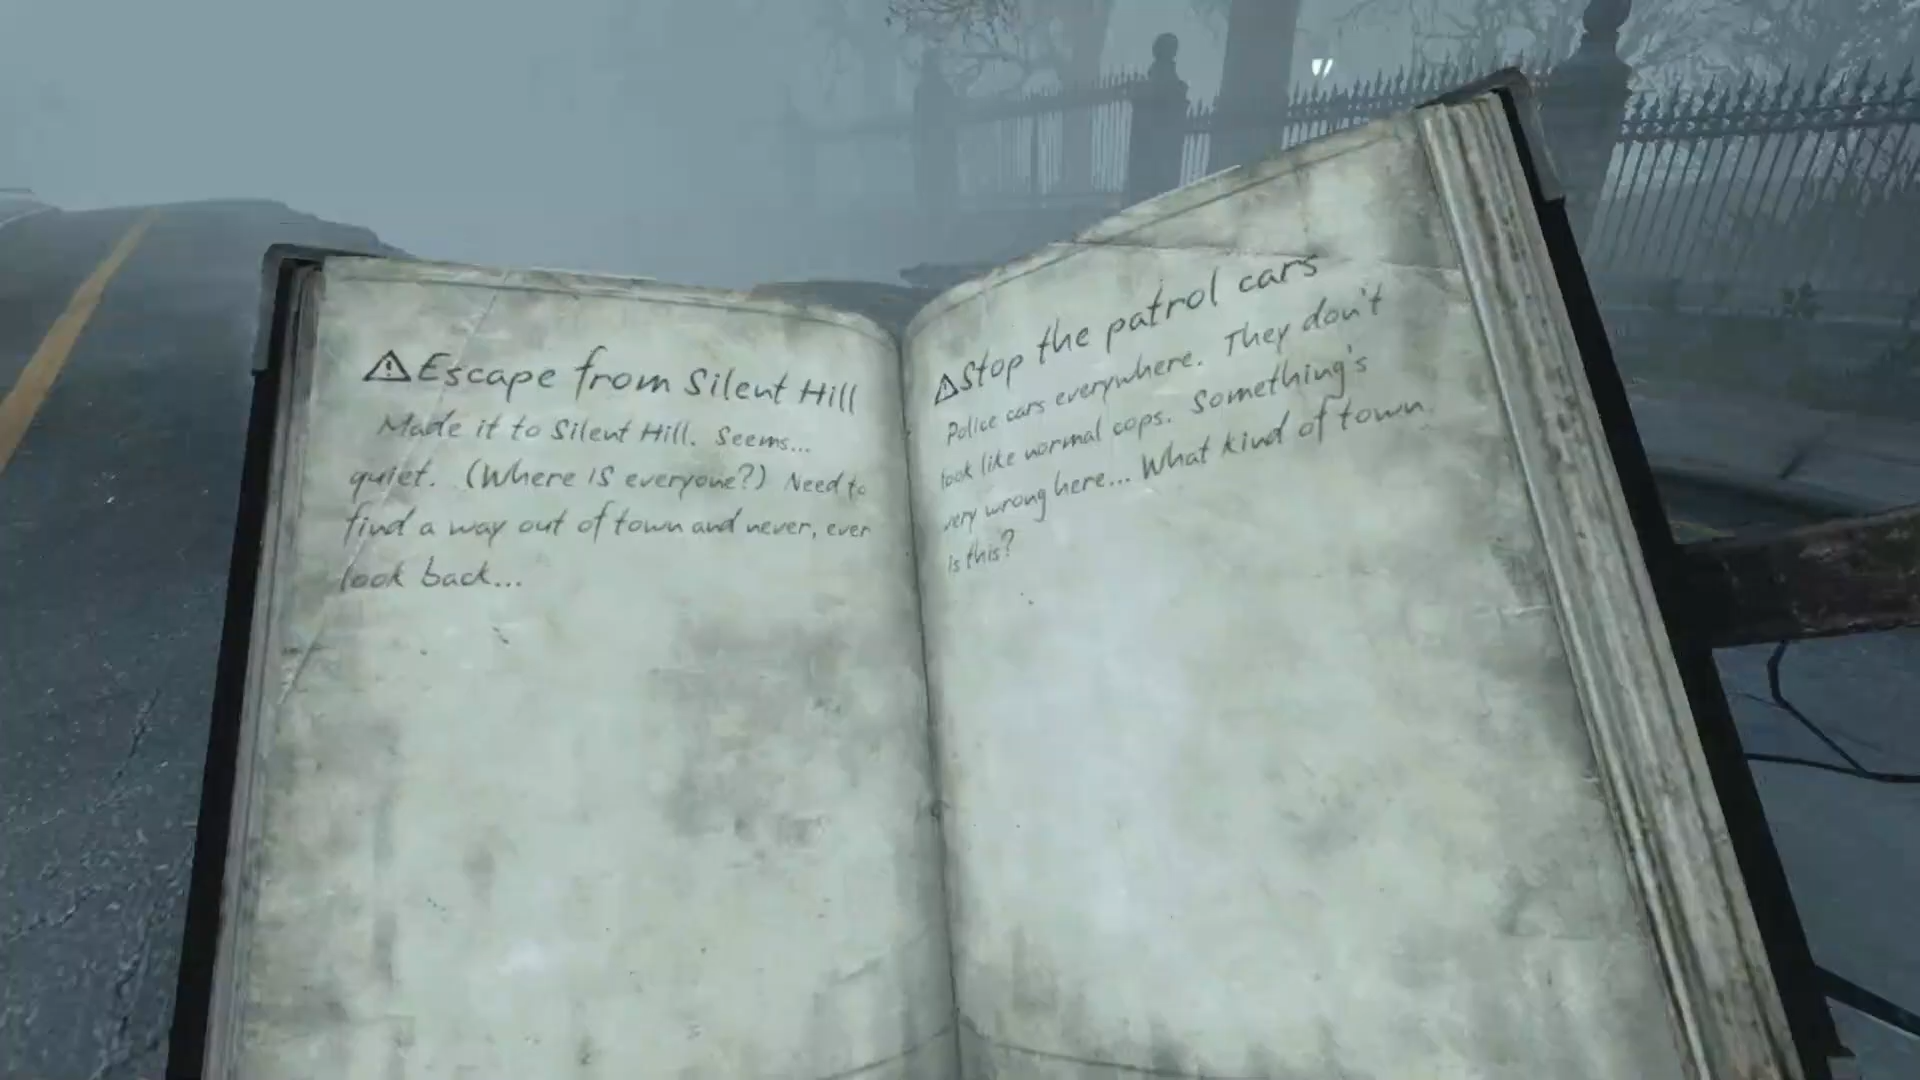 Escape from Silent Hill
Made it to Silent Hill. Seems...
quiet. (Where IS everyone?) Need to
find a way out of town and never, ever
look back...
Stop the patrol cars
Police cars everywhere. They don't
look like normal cops. Something's
very wrong here... What kind of town
is this?